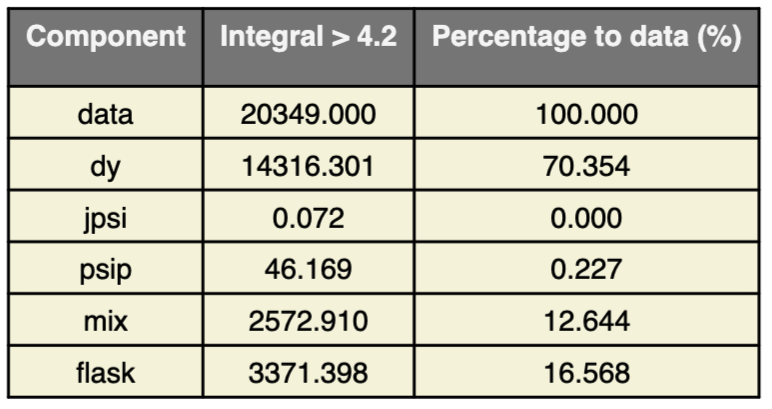 Component Integral > 4.2 Percentage to data (%)
data 20349.000 100.000
dy 14316.301 70.354
jpsi 0.072 0.000
psip 46.169 0.227
mix 2572.910 12.644
flask 3371.398 16.568